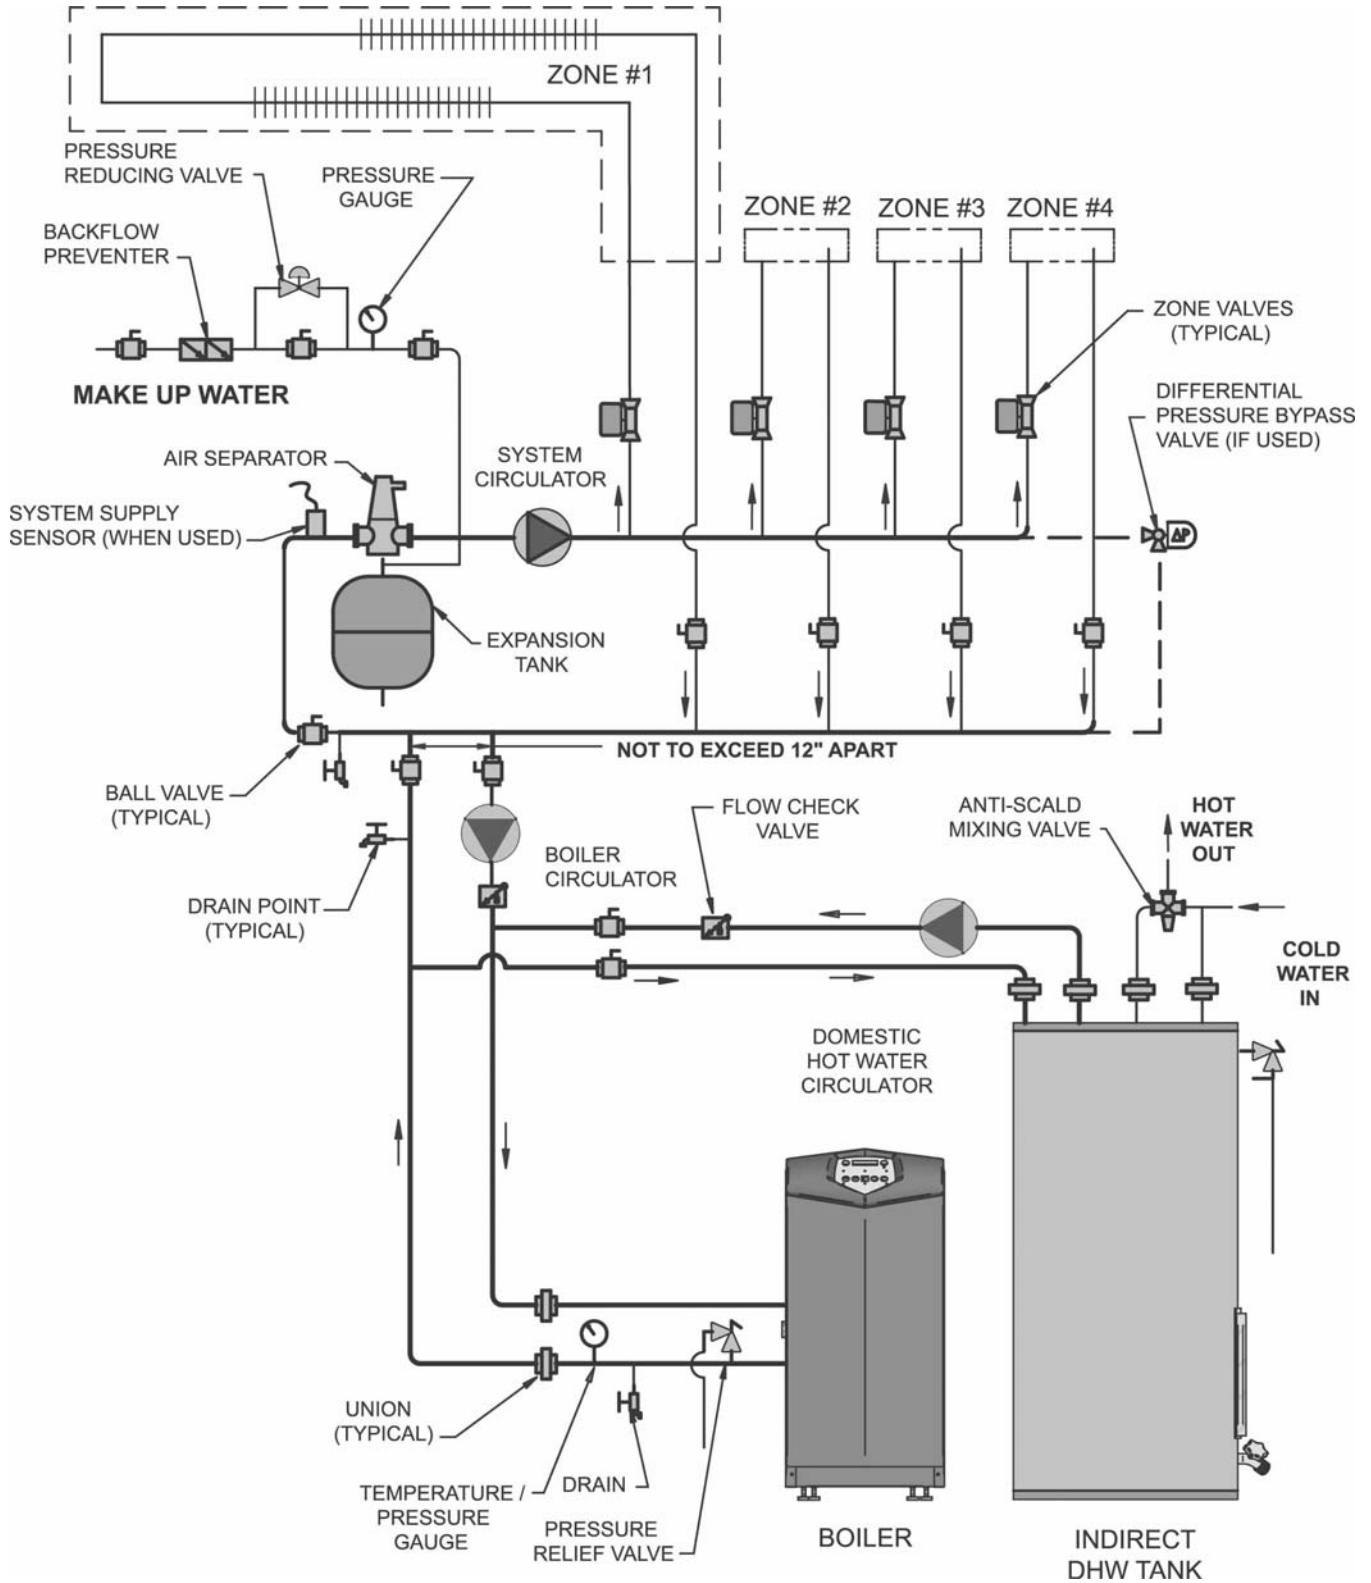 ZONE #1
PRESSURE
REDUCING VALVE
PRESSURE
GAUGE
BACKFLOW
PREVENTER
ZONE #2
ZONE #3
ZONE #4
ZONE VALVES
(TYPICAL)
MAKE UP WATER
DIFFERENTIAL
PRESSURE BYPASS
VALVE (IF USED)
AIR SEPARATOR
SYSTEM
CIRCULATOR
SYSTEM SUPPLY
SENSOR (WHEN USED)
ΔP
EXPANSION
TANK
NOT TO EXCEED 12" APART
BALL VALVE
(TYPICAL)
FLOW CHECK
VALVE
ANTI-SCALD
MIXING VALVE
HOT
WATER
OUT
BOILER
CIRCULATOR
DRAIN POINT
(TYPICAL)
COLD
WATER
IN
DOMESTIC
HOT WATER
CIRCULATOR
UNION
(TYPICAL)
TEMPERATURE /
PRESSURE
GAUGE
DRAIN
PRESSURE
RELIEF VALVE
BOILER
INDIRECT
DHW TANK